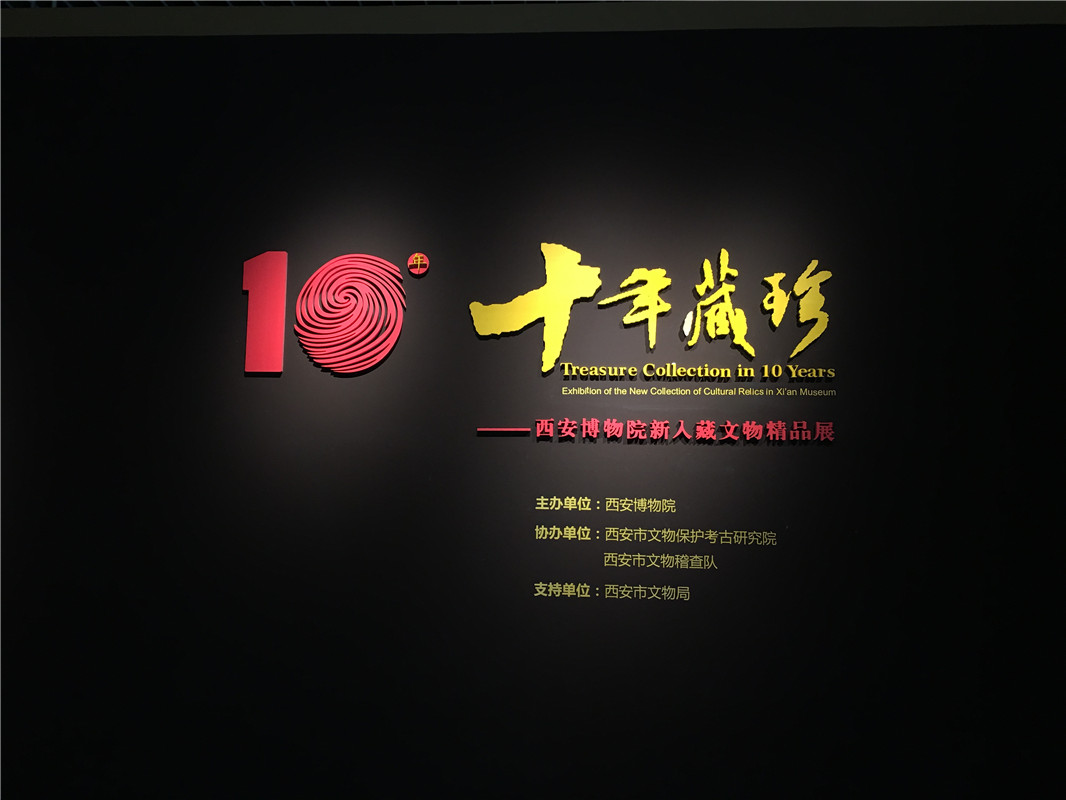 10年
十年藏珍
Treasure Collection in 10 Years
Exhibition of the New Collection of Cultural Relics in Xi'an Museum
——西安博物院新入藏文物精品展
主办单位：西安博物院
协办单位：西安市文物保护考古研究院
西安市文物稽查队
支持单位：西安市文物局